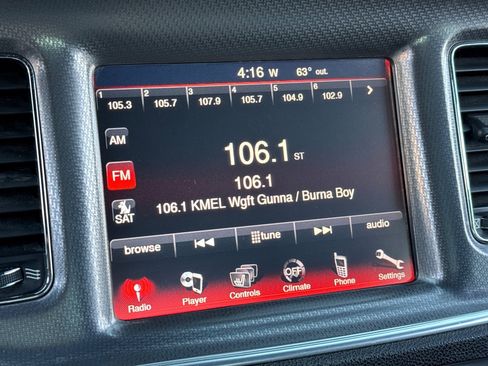 4:16 W 63° out.
1 2 3 4 5 6
105.3 105.7 107.9 105.7 104.9 102.9
AM
106.1 ST
FM
106.1
SAT
106.1 KMEL Wgft Gunna / Burna Boy
browse tune audio
OFF
Radio Player Controls Climate Phone Settings